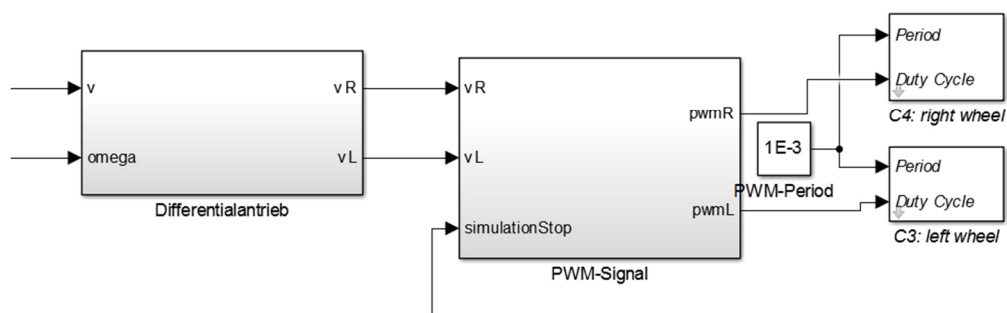 v
omega
vR
vL
Differentialantrieb
vR
vL
simulationStop
pwmR
pwmL
PWM-Signal
1E-3
PWM-Period
Period
Duty Cycle
C4: right wheel
Period
Duty Cycle
C3: left wheel